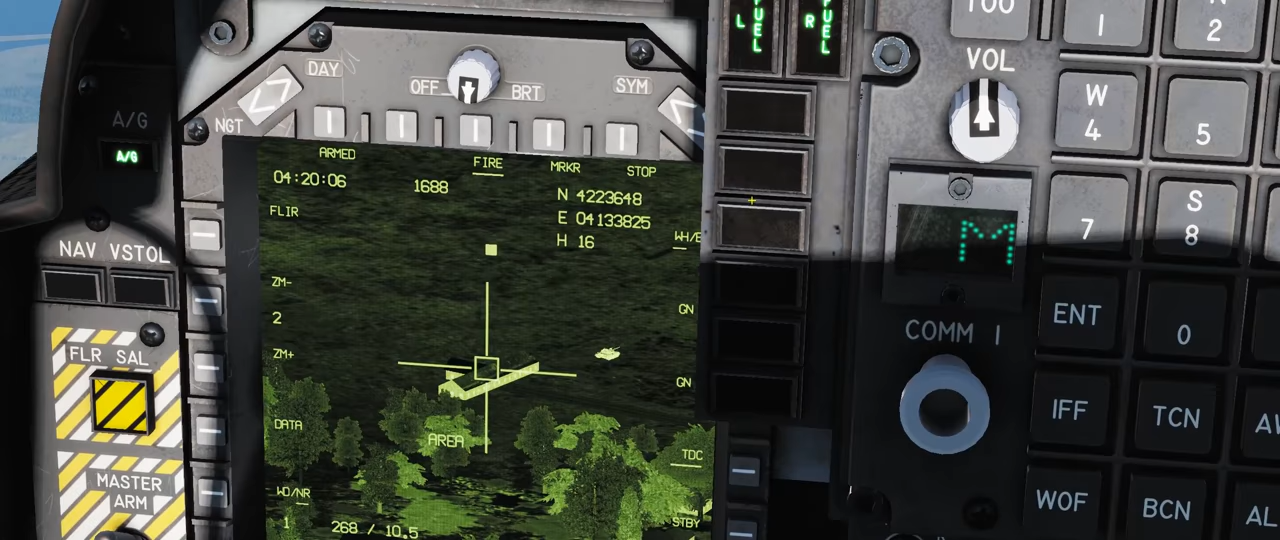 FUEL
L
FUEL
R
TOO
1
N
2
DAY
OFF
BRT
SYM
VOL
NGT
A/G
A/G
W
4
5
ARMED
FIRE
MRKR
STOP
04:20:06
1688
N 4223648
E 04133825
H 16
FLIR
WH/B
7
S
8
M
NAV VSTOL
ZM-
2
ZM+
GN
GN
ENT
0
COMM 1
FLR SAL
DATA
AREA
TDC
IFF
TCN
MASTER
ARM
WD/NR
1
268 / 10.5
STBY
WOF
BCN